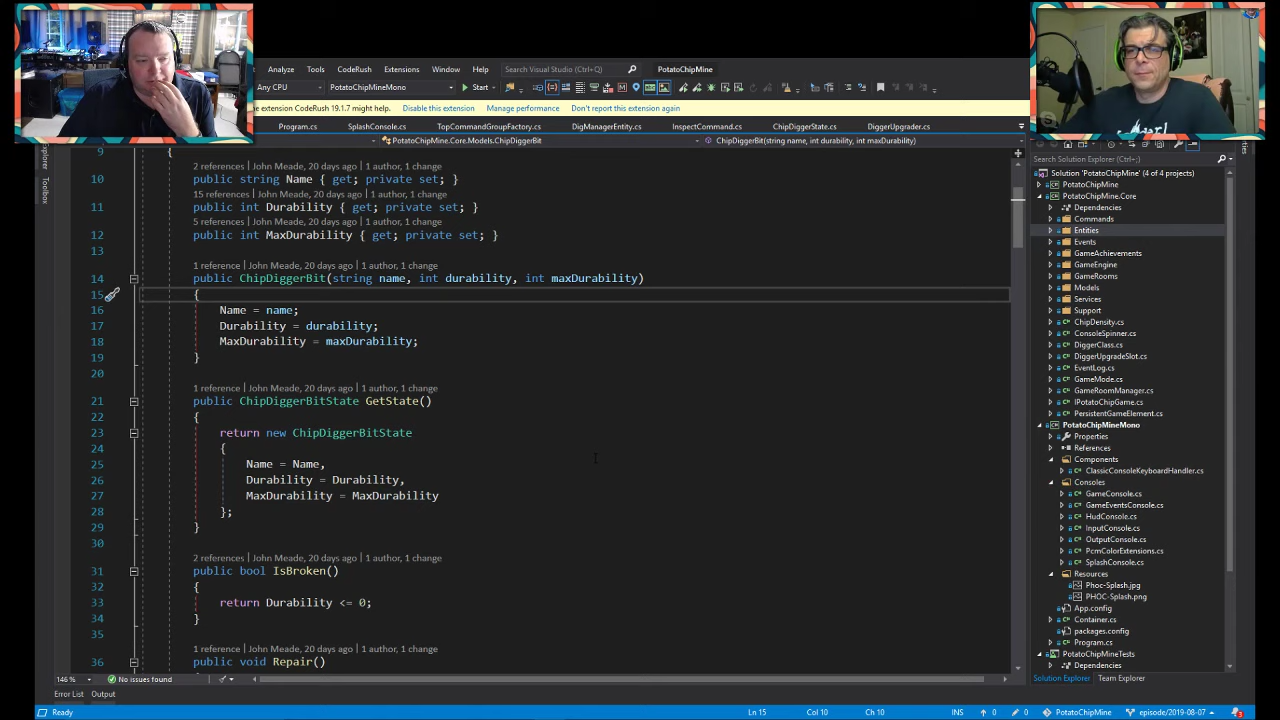 Analyze Tools CodeRush Extensions Window Help Search Visual Studio (Ctrl+Q) PotatoChipMine
Any CPU PotatoChipMineMono Start
he extension CodeRush 19.1.7 might help. Disable this extension Manage performance Don't report this extension again
Program.cs SplashConsole.cs TopCommandGroupFactory.cs DigManagerEntity.cs InspectCommand.cs ChipDiggerState.cs DiggerUpgrader.cs
PotatoChipMine.Core.Models.ChipDiggerBit ChipDiggerBit(string name, int durability, int maxDurability)
Toolbox
9 {
2 references | John Meade, 20 days ago | 1 author, 1 change
10 public string Name { get; private set; }
15 references | John Meade, 20 days ago | 1 author, 1 change
11 public int Durability { get; private set; }
5 references | John Meade, 20 days ago | 1 author, 1 change
12 public int MaxDurability { get; private set; }
13
1 reference | John Meade, 20 days ago | 1 author, 1 change
14 public ChipDiggerBit(string name, int durability, int maxDurability)
15 {
16 Name = name;
17 Durability = durability;
18 MaxDurability = maxDurability;
19 }
20
1 reference | John Meade, 20 days ago | 1 author, 1 change
21 public ChipDiggerBitState GetState()
22 {
23 return new ChipDiggerBitState
24 {
25 Name = Name,
26 Durability = Durability,
27 MaxDurability = MaxDurability
28 };
29 }
30
2 references | John Meade, 20 days ago | 1 author, 1 change
31 public bool IsBroken()
32 {
33 return Durability <= 0;
34 }
35
1 reference | John Meade, 20 days ago | 1 author, 1 change
36 public void Repair()
146 % No issues found
Error List Output
Ready Ln 15 Col 10 Ch 10 INS 0 0 PotatoChipMine episode/2019-08-07 3
Search Solution Explorer (Ctrl+;)
Solution 'PotatoChipMine' (4 of 4 projects)
PotatoChipMine
PotatoChipMine.Core
Dependencies
Commands
Entities
Events
GameAchievements
GameEngine
GameRooms
Models
Services
Support
ChipDensity.cs
ConsoleSpinner.cs
DiggerClass.cs
DiggerUpgradeSlot.cs
EventLog.cs
GameMode.cs
GameRoomManager.cs
IPotatoChipGame.cs
PersistentGameElement.cs
PotatoChipMineMono
Properties
References
Components
ClassicConsoleKeyboardHandler.cs
Consoles
GameConsole.cs
GameEventsConsole.cs
HudConsole.cs
InputConsole.cs
OutputConsole.cs
PcmColorExtensions.cs
SplashConsole.cs
Resources
Phoc-Splash.jpg
PHOC-Splash.png
App.config
Container.cs
packages.config
Program.cs
PotatoChipMineTests
Dependencies
Solution Explorer Team Explorer